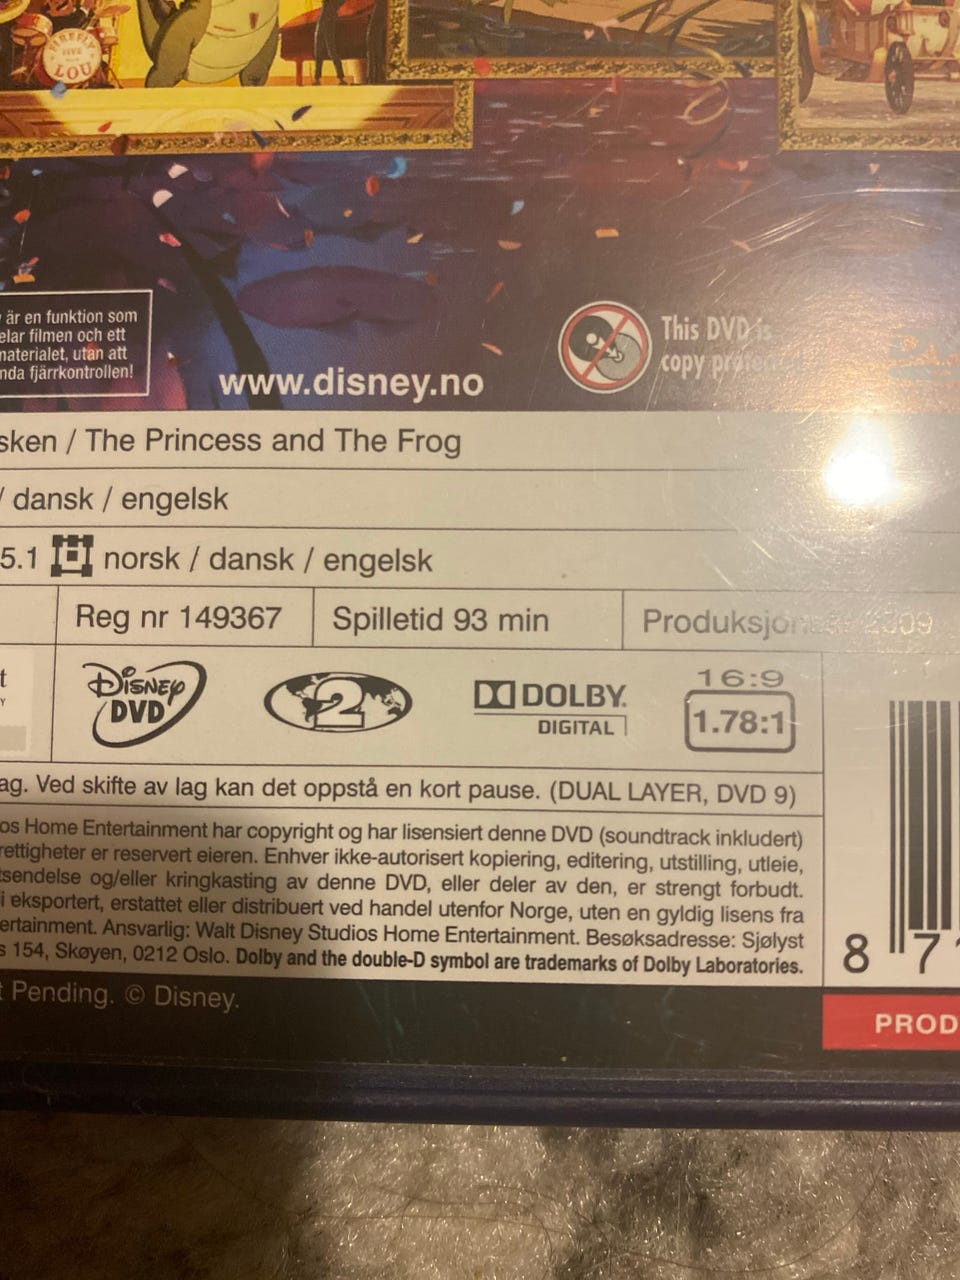 FIREFLY
FIVE
LOU
är en funktion som
elar filmen och ett
materialet, utan att
nda fjärrkontrollen!
www.disney.no
This DVD is
copy
sken / The Princess and The Frog
/ dansk / engelsk
5.1 norsk / dansk / engelsk
Reg nr 149367 Spilletid 93 min Produksjonsår 2009
t
Y
DISNEY
DVD
2
DOLBY.
DIGITAL
16:9
1.78:1
ag. Ved skifte av lag kan det oppstå en kort pause. (DUAL LAYER, DVD 9)
os Home Entertainment har copyright og har lisensiert denne DVD (soundtrack inkludert)
rettigheter er reservert eieren. Enhver ikke-autorisert kopiering, editering, utstilling, utleie,
tsendelse og/eller kringkasting av denne DVD, eller deler av den, er strengt forbudt.
i eksportert, erstattet eller distribuert ved handel utenfor Norge, uten en gyldig lisens fra
ertainment. Ansvarlig: Walt Disney Studios Home Entertainment. Besøksadresse: Sjølyst
s 154, Skøyen, 0212 Oslo. Dolby and the double-D symbol are trademarks of Dolby Laboratories.
t Pending. © Disney.
8 71
PROD